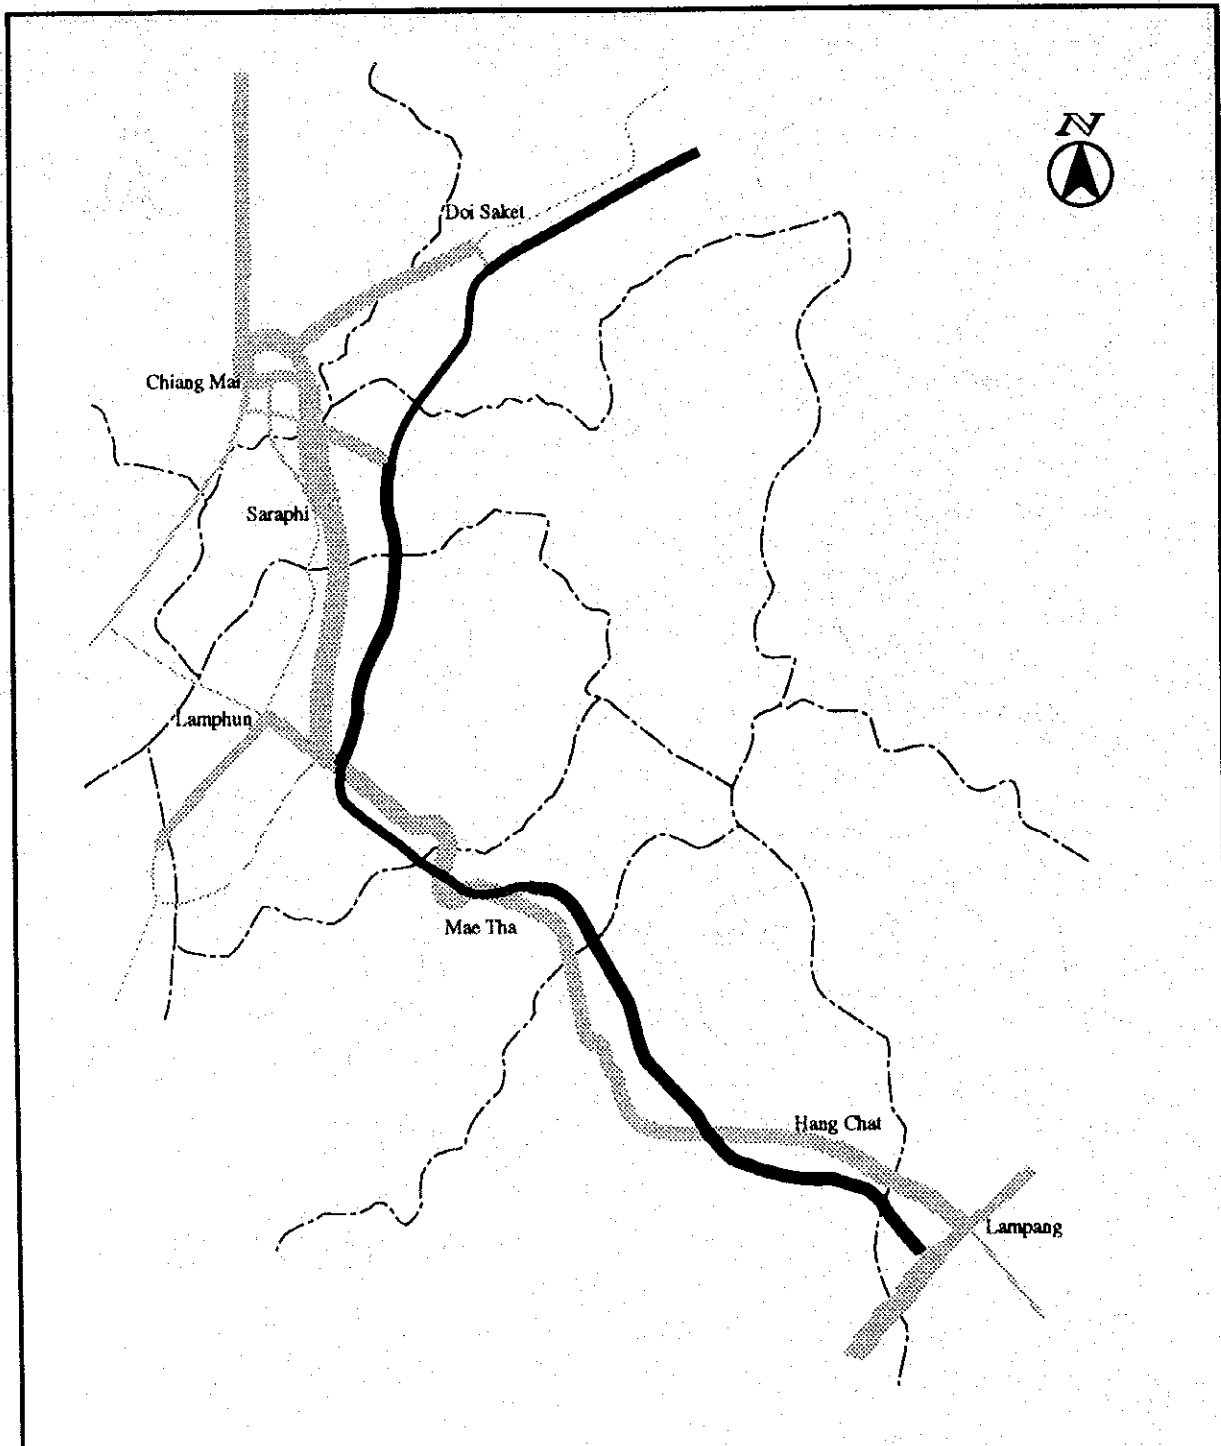 N
Doi Saket
Chiang Mai
Saraphi
Lamphun
Mae Tha
Hang Chat
Lampang